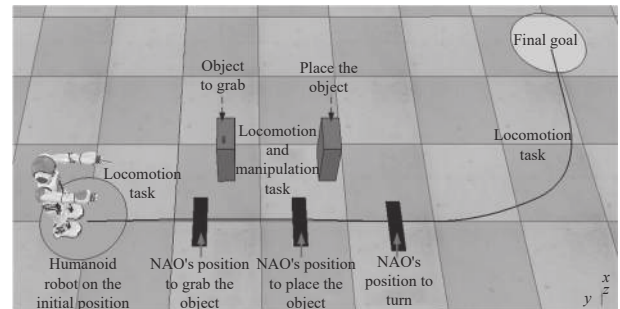 Final goal
Object
to grab
Place the
object
Locomotion
and
manipulation
task
Locomotion
task
Locomotion
task
Humanoid
robot on the
initial position
NAO's position
to grab the
object
NAO's position
to place the
object
NAO's
position to
turn
x
z
y